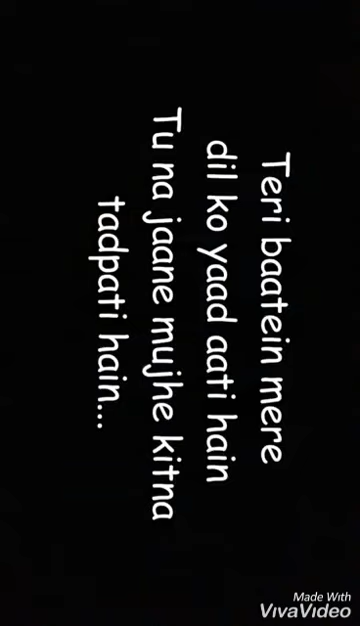 Teri baatein mere
dil ko yaad aati hain
Tu na jaane mujhe kitna
tadpati hain...
Made With
VivaVideo